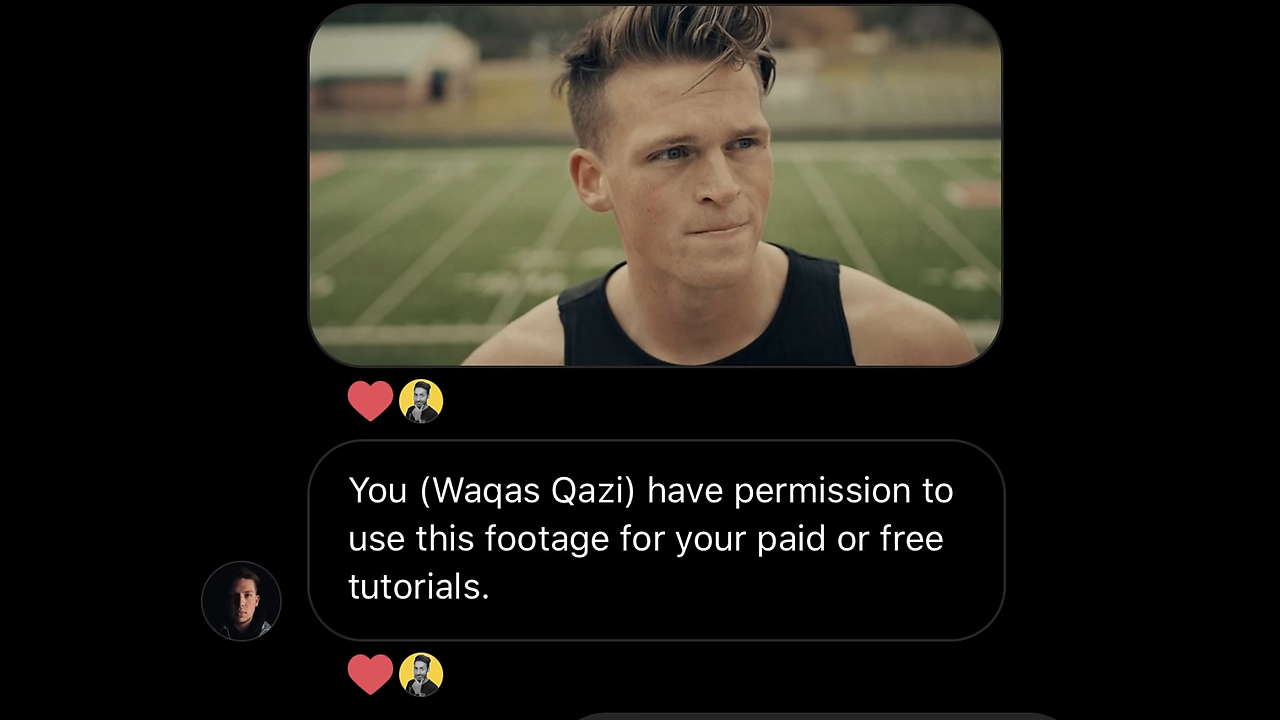 You (Waqas Qazi) have permission to
use this footage for your paid or free
tutorials.